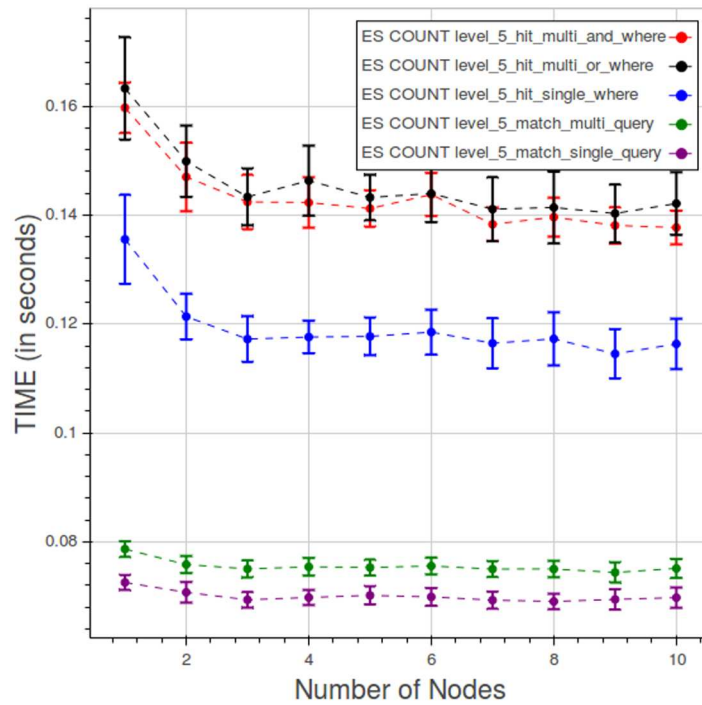 ES COUNT level_5_hit_multi_and_where
ES COUNT level_5_hit_multi_or_where
ES COUNT level_5_hit_single_where
ES COUNT level_5_match_multi_query
ES COUNT level_5_match_single_query
0.16
0.14
0.12
0.1
0.08
TIME (in seconds)
2 4 6 8 10
Number of Nodes